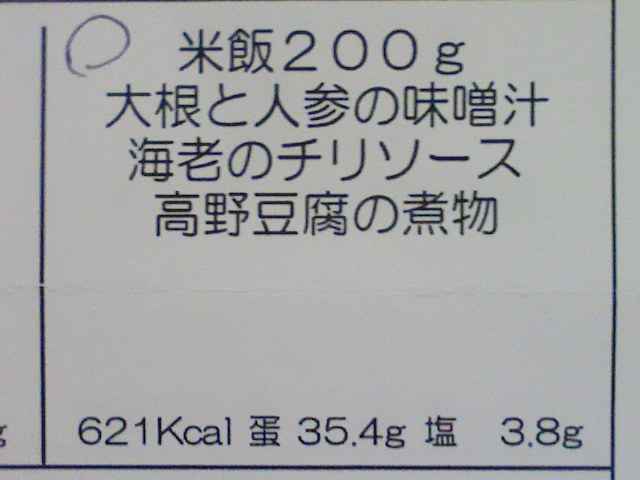 米飯２００ｇ
大根と人参の味噌汁
海老のチリソース
高野豆腐の煮物
621Kcal 蛋 35.4g 塩 3.8g
g